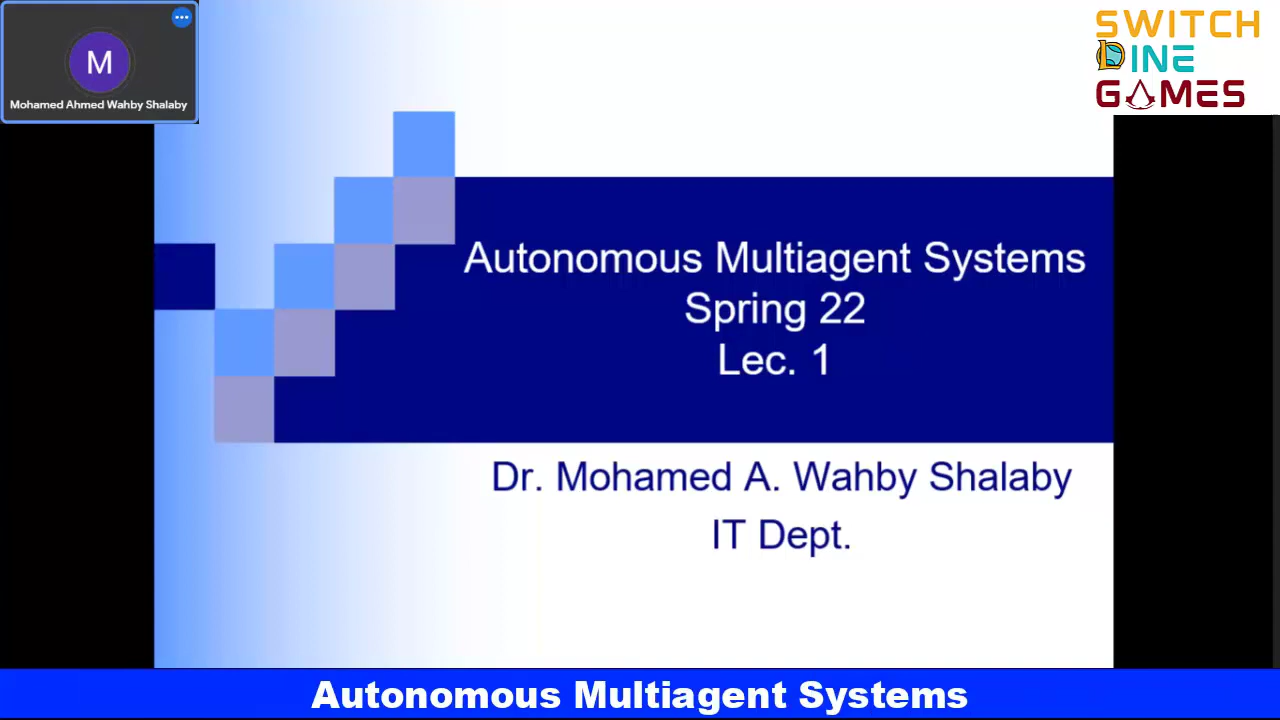 M
Mohamed Ahmed Wahby Shalaby
SWITCH
DINE
GAMES
Autonomous Multiagent Systems
Spring 22
Lec. 1
Dr. Mohamed A. Wahby Shalaby
IT Dept.
Autonomous Multiagent Systems